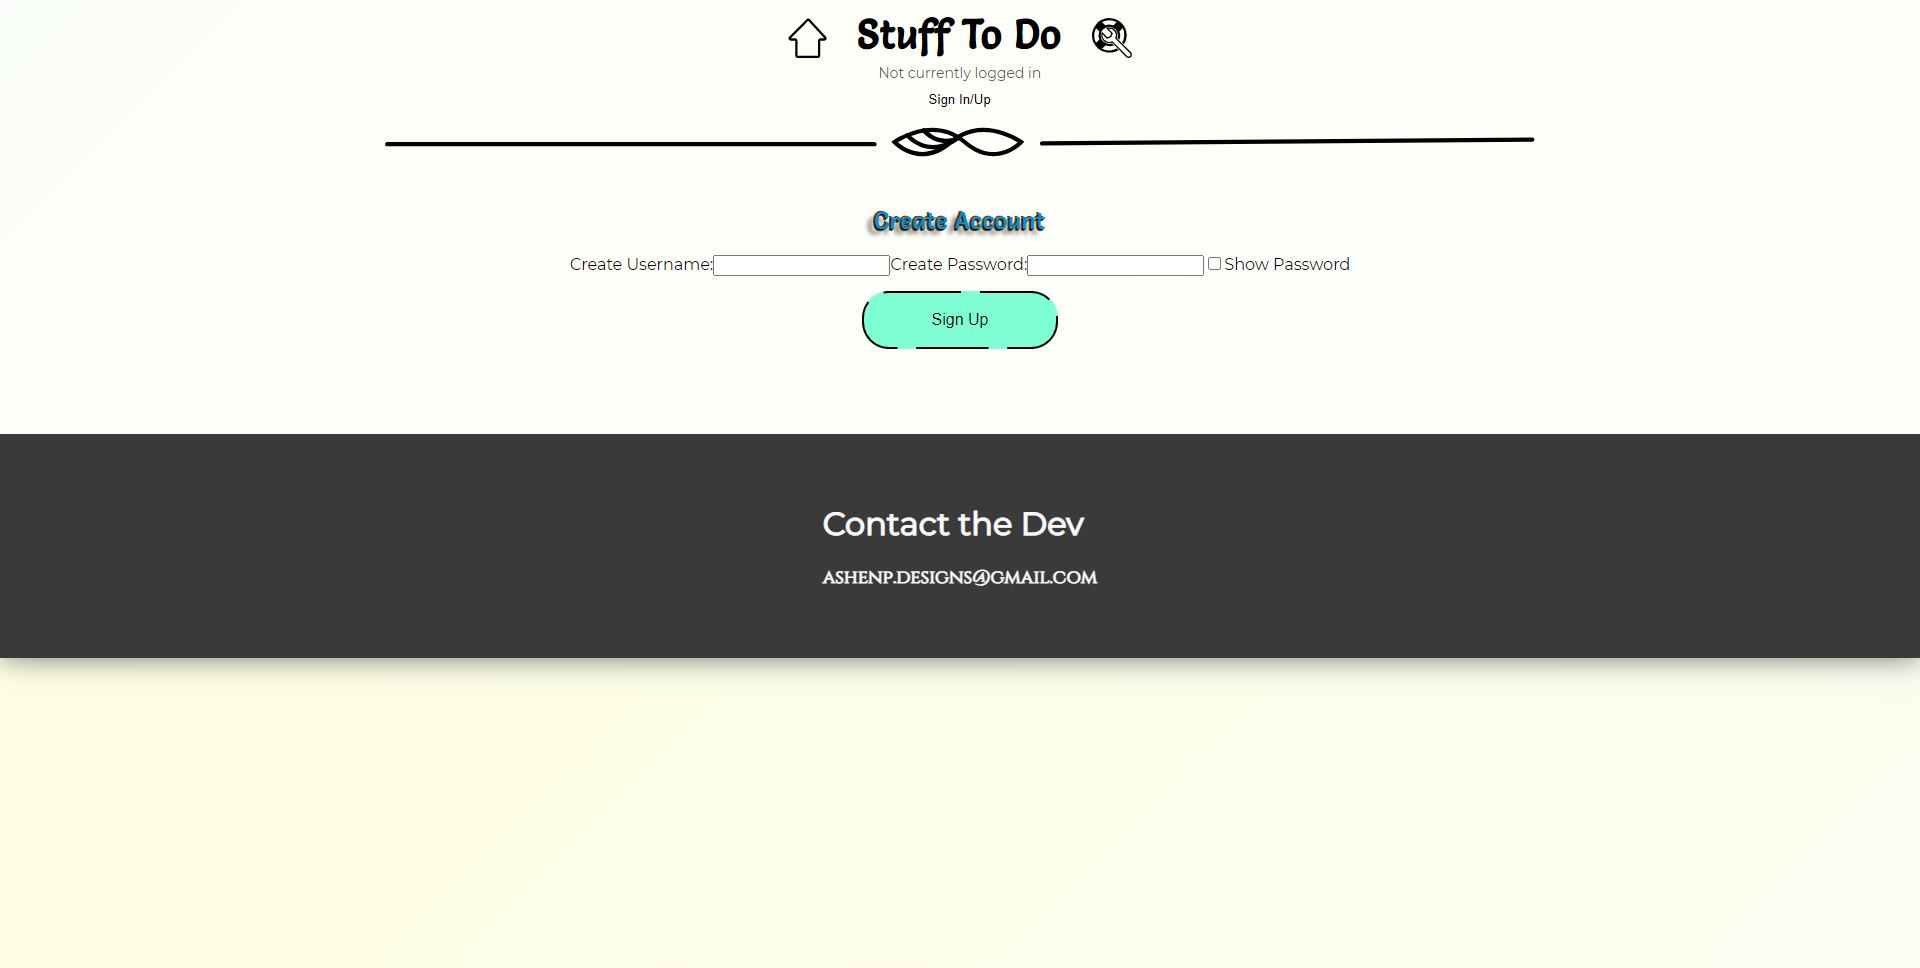 Stuff To Do
Not currently logged in
Sign In/Up
Create Account
Create Username: Create Password: Show Password
Sign Up
Contact the Dev
ASHENP.DESIGNS@GMAIL.COM